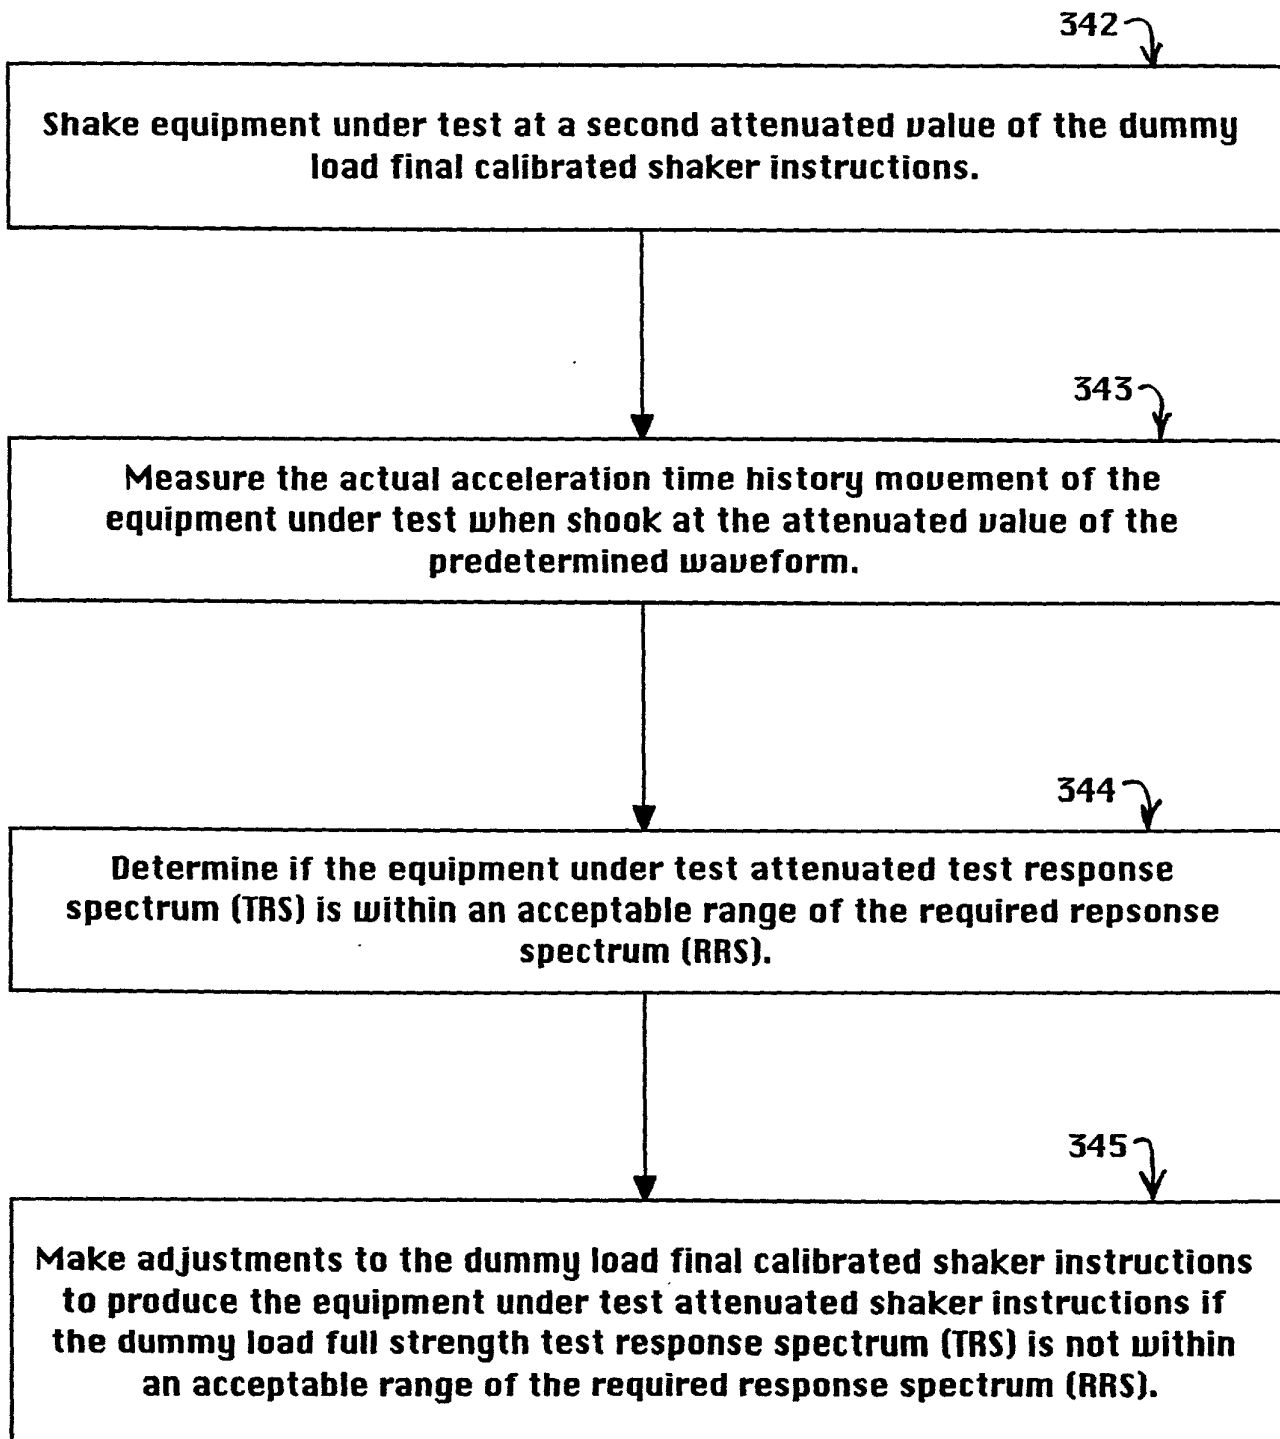 342
Shake equipment under test at a second attenuated value of the dummy
load final calibrated shaker instructions.
343
Measure the actual acceleration time history movement of the
equipment under test when shook at the attenuated value of the
predetermined waveform.
344
Determine if the equipment under test attenuated test response
spectrum (TRS) is within an acceptable range of the required repsonse
spectrum (RRS).
345
Make adjustments to the dummy load final calibrated shaker instructions
to produce the equipment under test attenuated shaker instructions if
the dummy load full strength test response spectrum (TRS) is not within
an acceptable range of the required response spectrum (RRS).